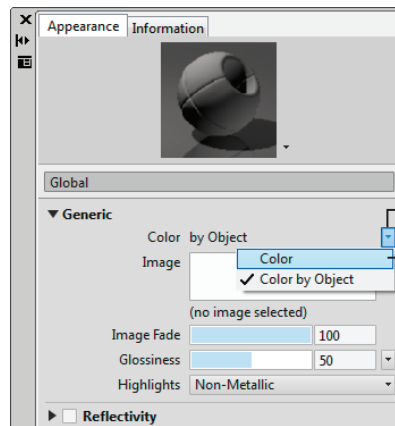 Appearance Information
Global
Generic
Color by Object
Color
Image
Color by Object
(no image selected)
Image Fade 100
Glossiness 50
Highlights Non-Metallic
Reflectivity